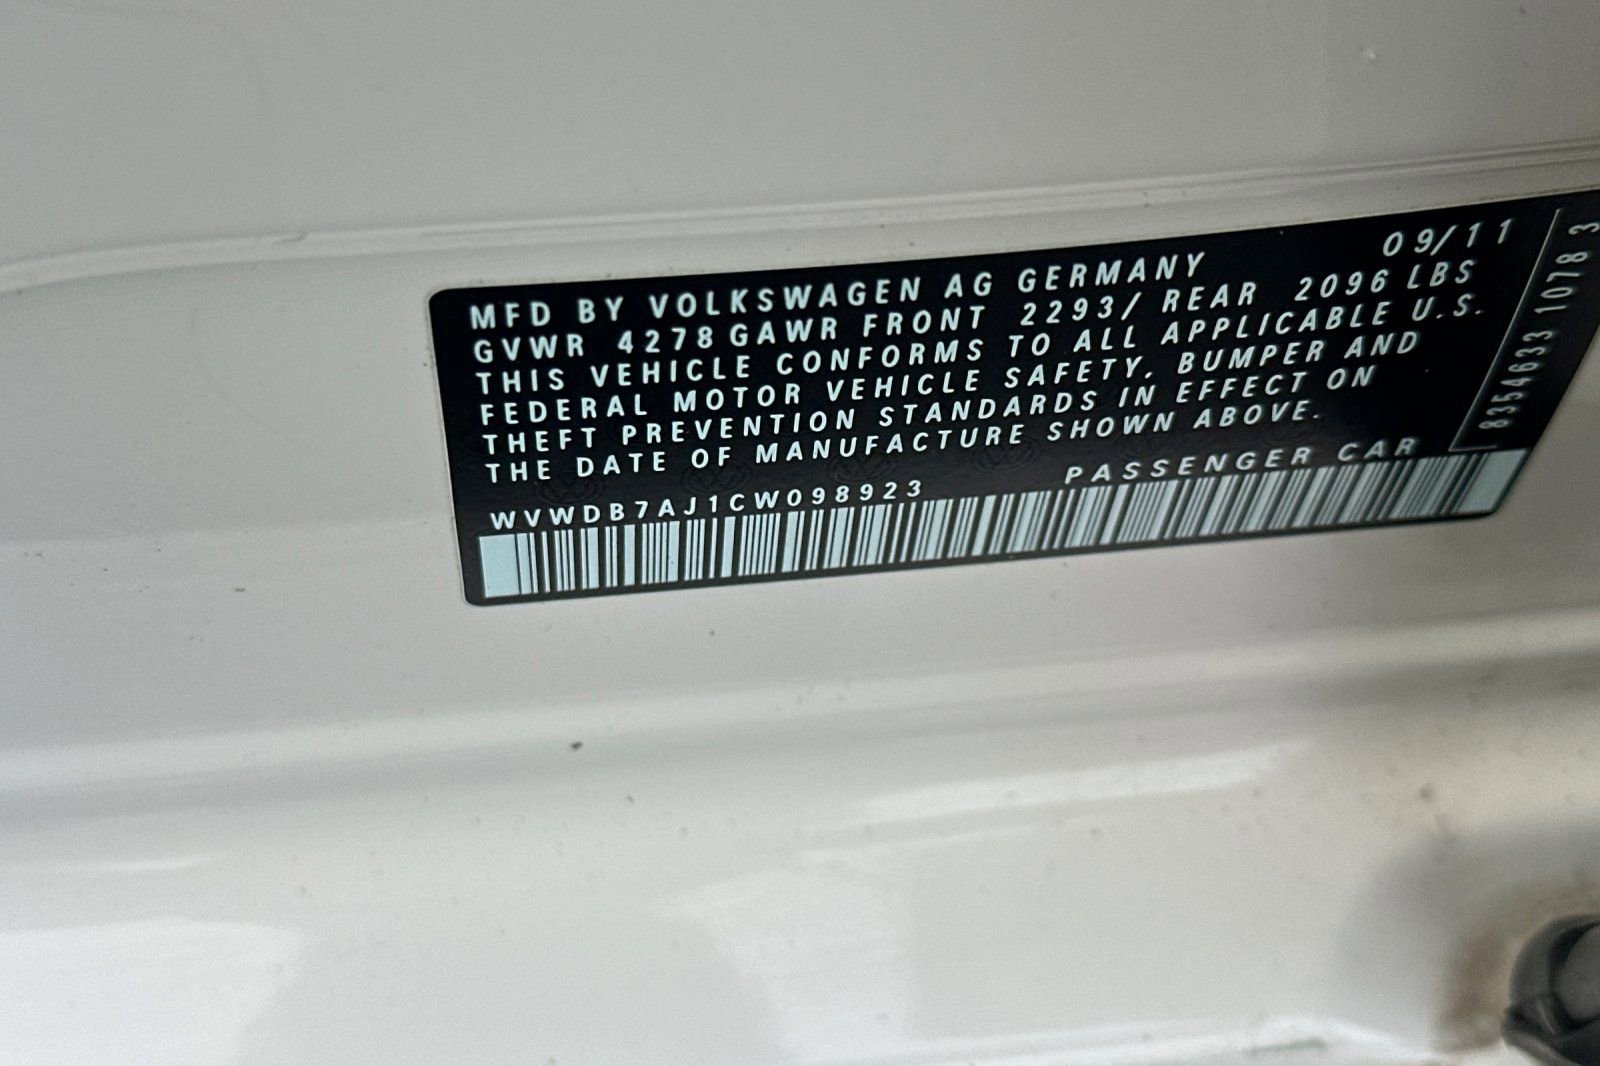 MFD BY VOLKSWAGEN AG GERMANY 09/11
GVWR 4278 GAWR FRONT 2293/ REAR 2096 LBS
THIS VEHICLE CONFORMS TO ALL APPLICABLE U.S.
FEDERAL MOTOR VEHICLE SAFETY, BUMPER AND
THEFT PREVENTION STANDARDS IN EFFECT ON
THE DATE OF MANUFACTURE SHOWN ABOVE.
WVWDB7AJ1CW098923 PASSENGER CAR
8354633 1078 3